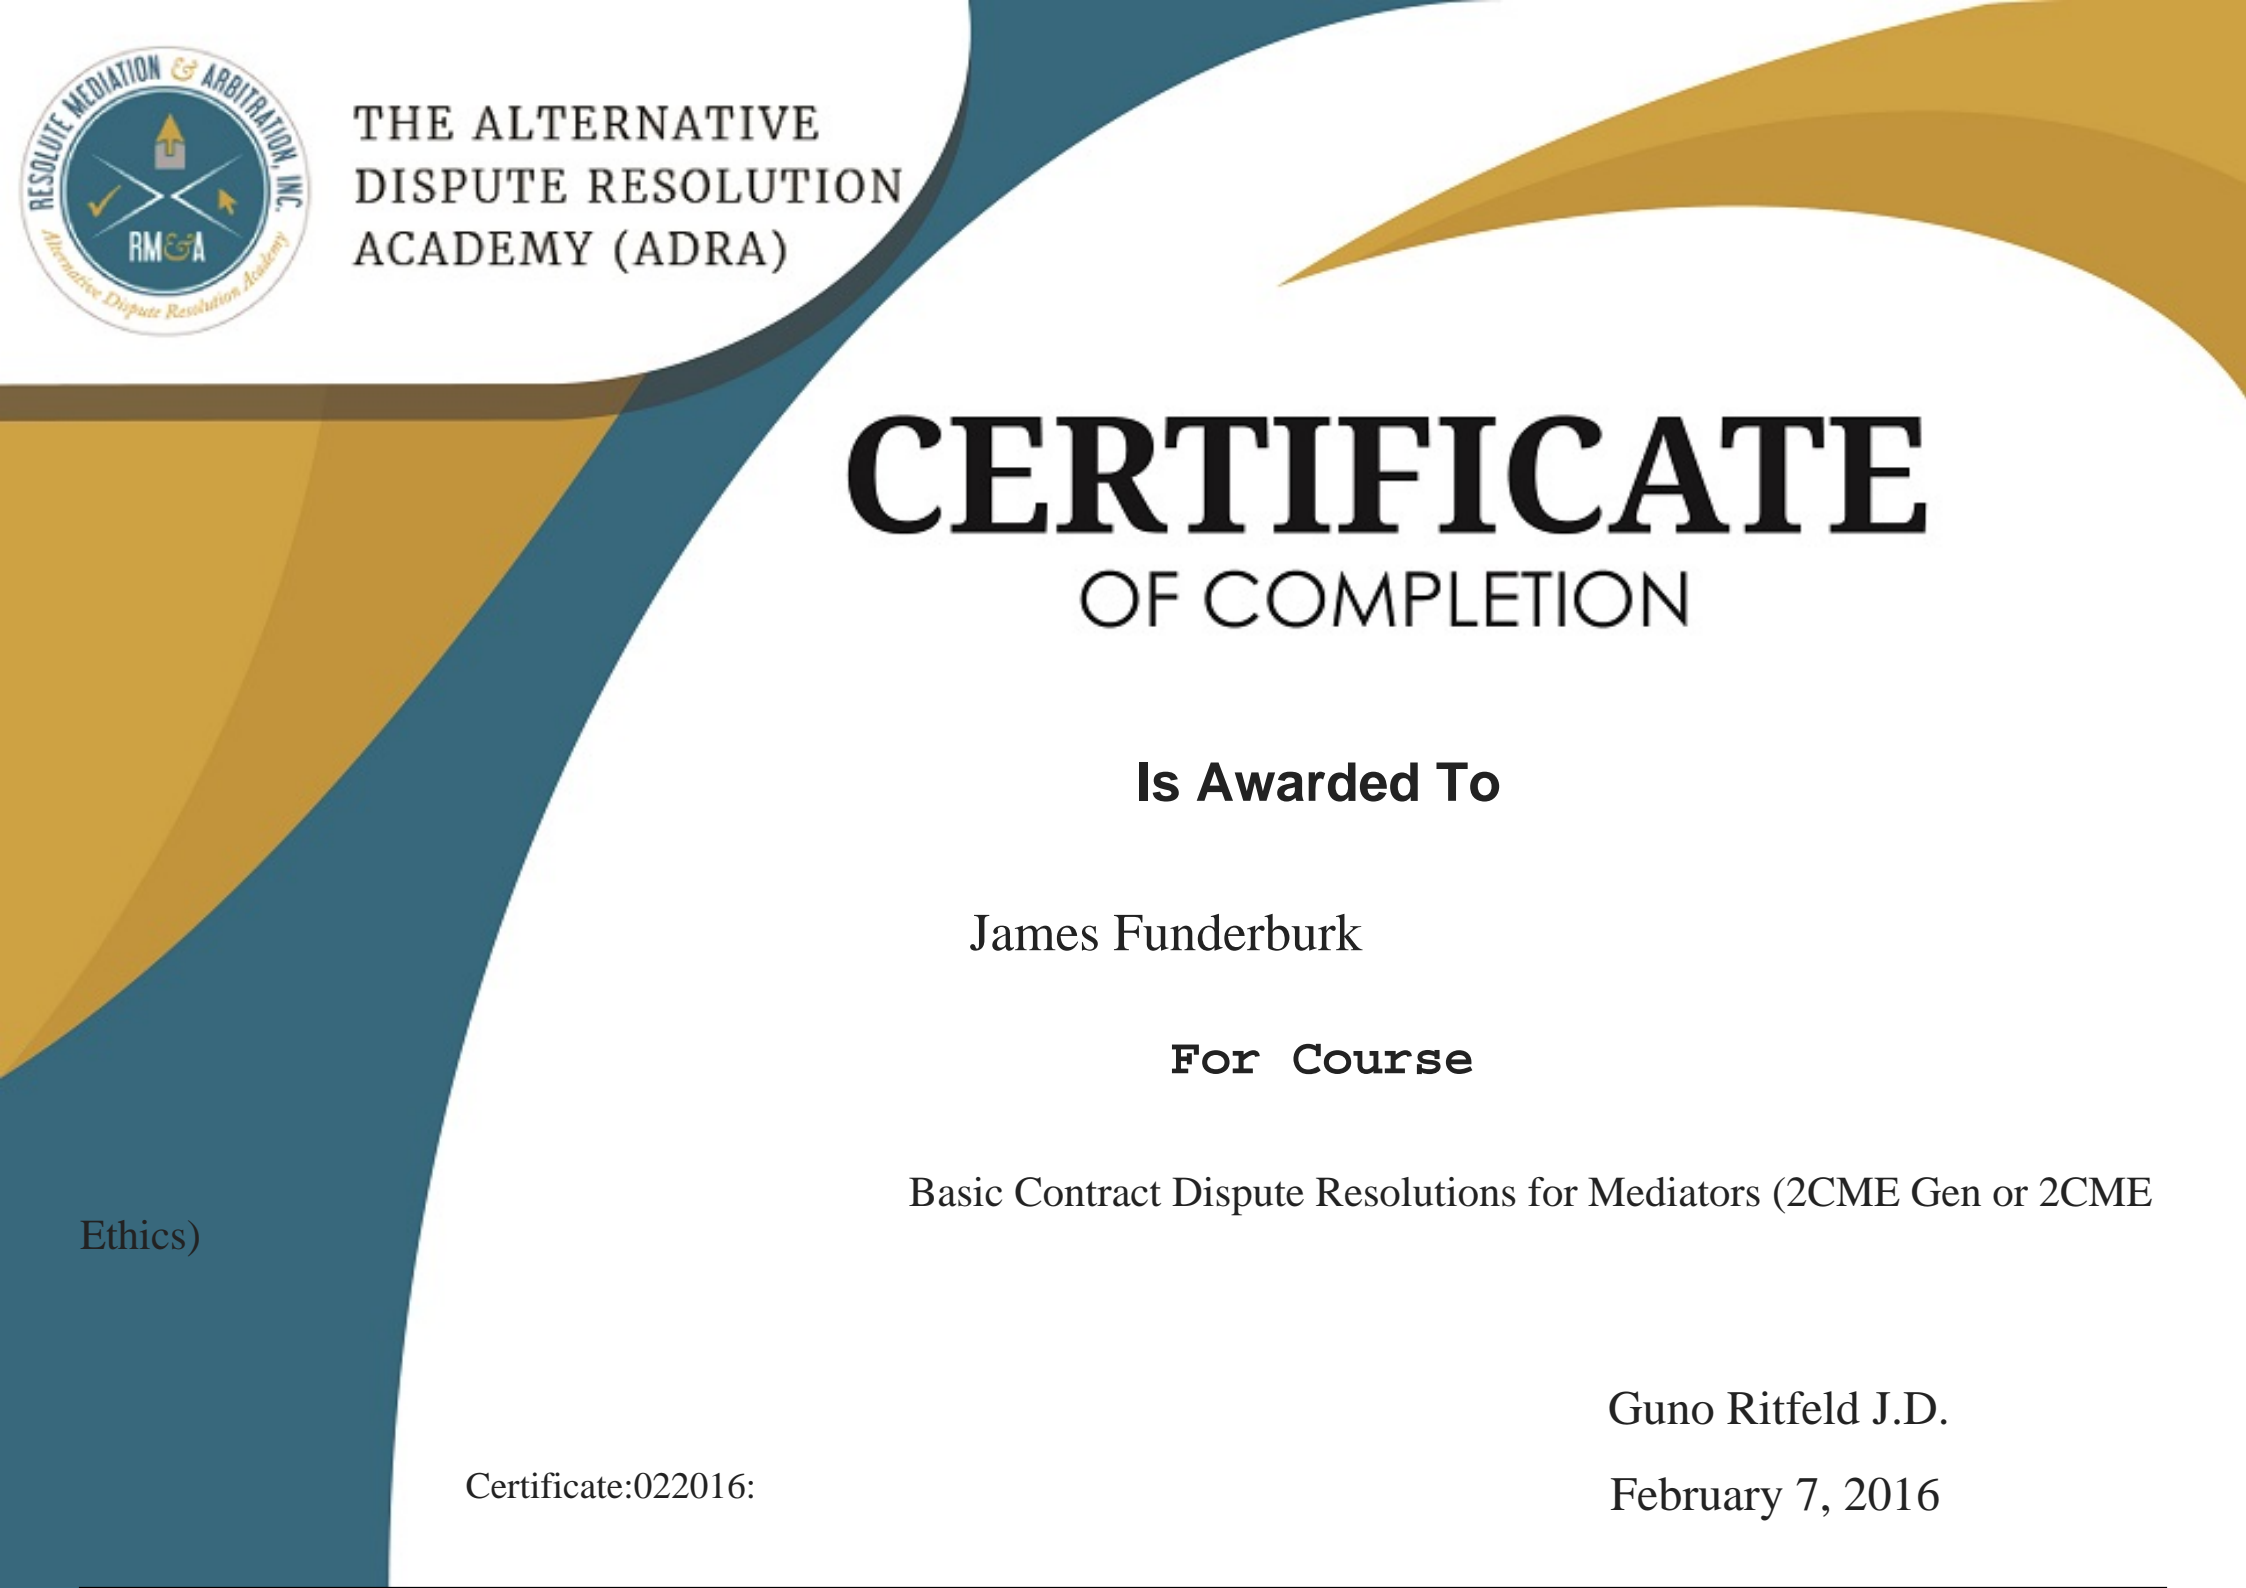 RESOLUTE MEDIATION & ARBITRATION, INC.
RM&A
Alternative Dispute Resolution Academy
THE ALTERNATIVE
DISPUTE RESOLUTION
ACADEMY (ADRA)
CERTIFICATE
OF COMPLETION
Is Awarded To
James Funderburk
For Course
Basic Contract Dispute Resolutions for Mediators (2CME Gen or 2CME
Ethics)
Guno Ritfeld J.D.
Certificate:022016:
February 7, 2016